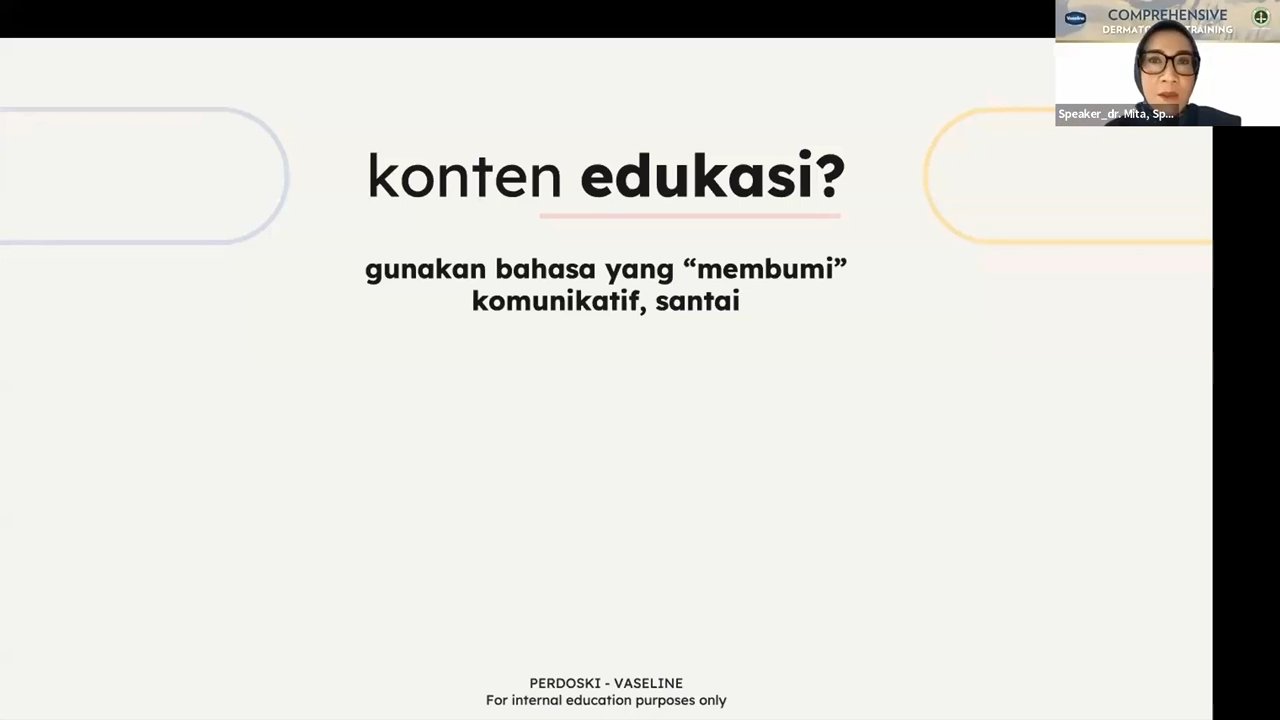 konten edukasi?
gunakan bahasa yang “membumi”
komunikatif, santai
PERDOSKI - VASELINE
For internal education purposes only
Vaseline
COMPREHENSIVE
Speaker_dr. Mita, Sp...